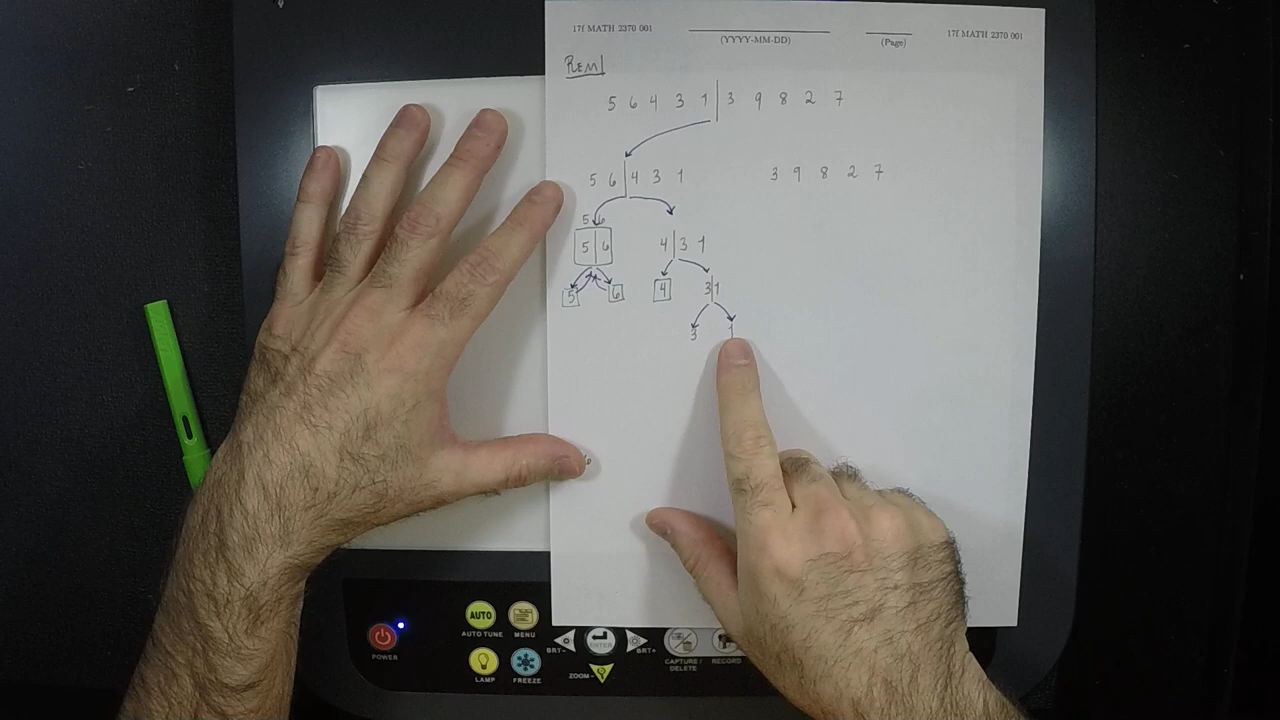 17f MATH 2370 001 (YYYY-MM-DD) (Page) 17f MATH 2370 001
REM
5 6 4 3 1 | 3 9 8 2 7
5 6 | 4 3 1 3 9 8 2 7
5 6
5 | 6 4 | 3 1
5 6 4 3 | 1
3 1
AUTO MENU
AUTO TUNE MENU
POWER
BRT- ENTER BRT+ CAPTURE / DELETE RECORD
LAMP FREEZE ZOOM-